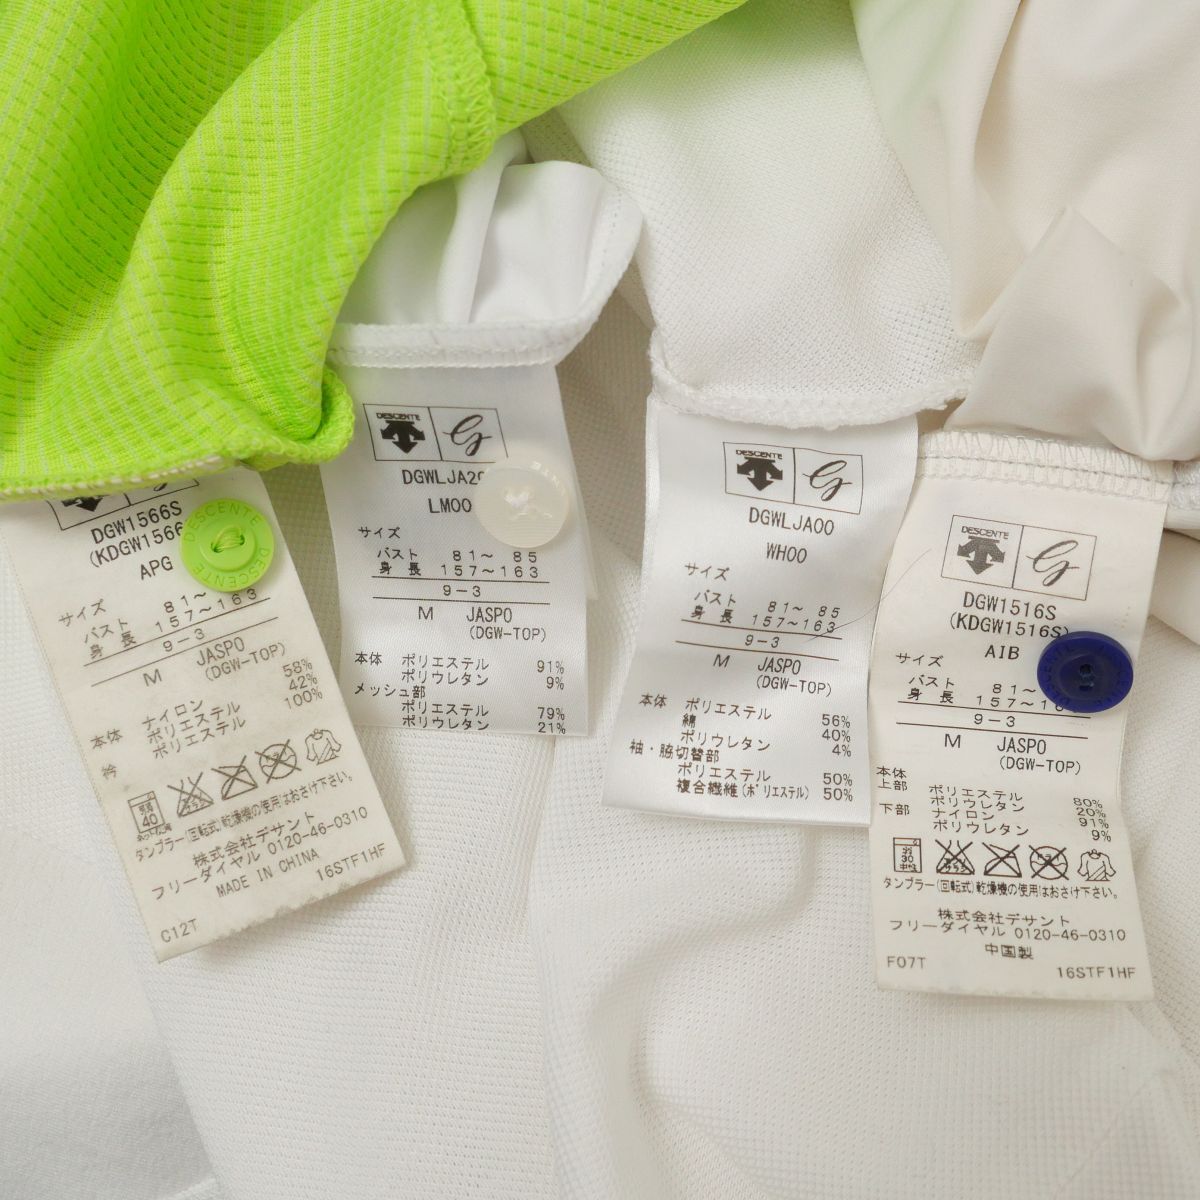 DGW1566S
(KDGW1566
APG
DESCENTE DESCENTE
サイズ
バスト 81~
身長 157~163
9-3
M JASPO
(DGW-TOP)
本体 ナイロン 58%
ポリエステル 42%
衿 ポリエステル 100%
40
タンブラー(回転式)乾燥機の使用はおさけ下さい。
株式会社デサント
フリーダイヤル 0120-46-0310
MADE IN CHINA
16STF1HF
C12T
DESCENTE
DGWLJA20
LM00
サイズ
バスト 81~ 85
身長 157~163
9-3
M JASPO
(DGW-TOP)
本体 ポリエステル 91%
ポリウレタン 9%
メッシュ部
ポリエステル 79%
ポリウレタン 21%
DESCENTE
DGWLJA00
WH00
サイズ
バスト 81~ 85
身長 157~163
9-3
M JASPO
(DGW-TOP)
本体 ポリエステル 56%
綿 40%
ポリウレタン 4%
袖・脇切替部
ポリエステル 50%
複合繊維(ポリエステル) 50%
DESCENTE
DGW1516S
(KDGW1516S)
AIB
サイズ
バスト 81~
身長 157~16
9-3
M JASPO
(DGW-TOP)
本体
上部 ポリエステル 80%
ポリウレタン 20%
下部 ナイロン 91%
ポリウレタン 9%
30
中性
タンブラー(回転式)乾燥機の使用はおさけ下さい。
株式会社デサント
フリーダイヤル 0120-46-0310
中国製
F07T 16STF1HF